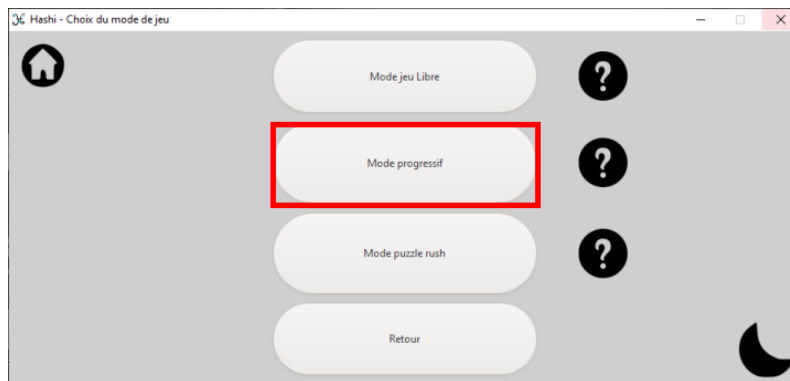 Hashi - Choix du mode de jeu
Mode jeu Libre
?
Mode progressif
?
Mode puzzle rush
?
Retour